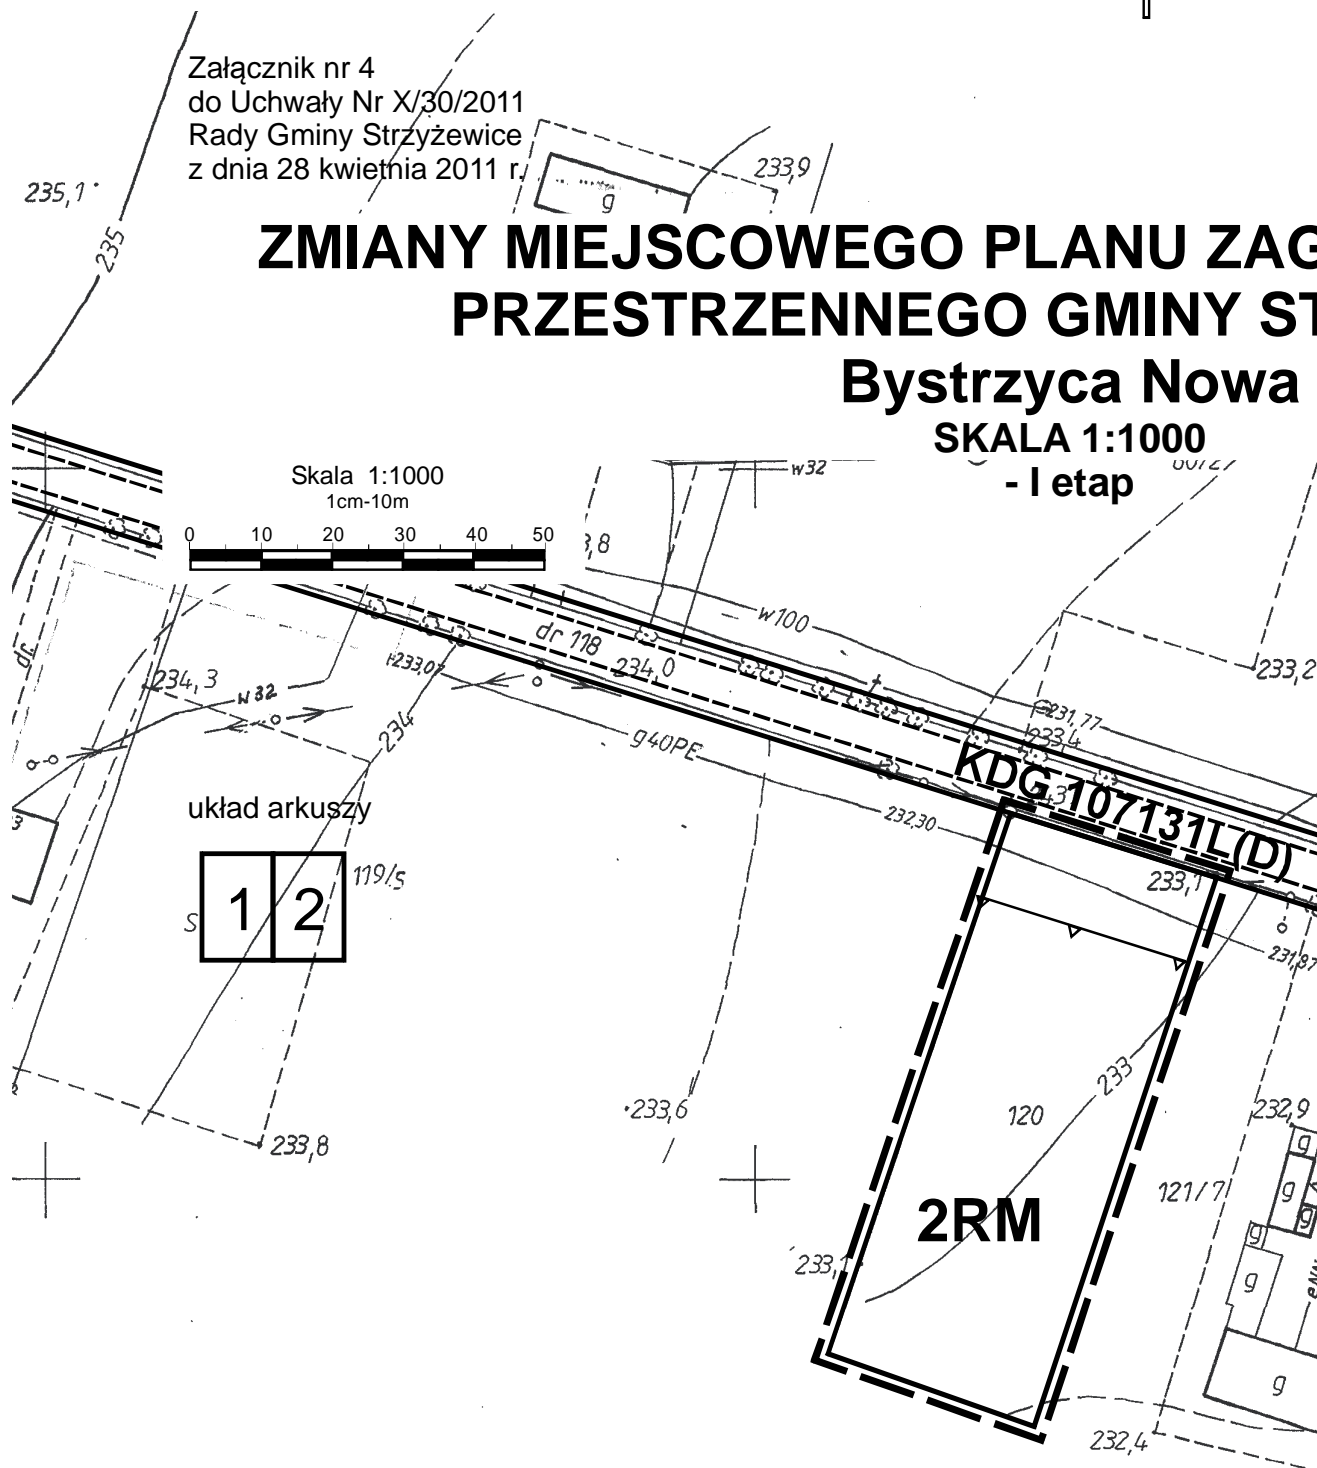 Załącznik nr 4
do Uchwały Nr X/30/2011
Rady Gminy Strzyżewice
z dnia 28 kwietnia 2011 r.
233,9
235,1
g
235
ZMIANY MIEJSCOWEGO PLANU ZAG
PRZESTRZENNEGO GMINY ST
Bystrzyca Nowa
SKALA 1:1000
- I etap
w32
Skala 1:1000
1cm-10m
0 10 20 30 40 50
w100
dr 118
234,0
233,07
dr
234,3
w32
234
233,2
231,77
233,4
g40PE
KDG 107131L(D)
232,30
układ arkuszy
1 2
119/5
S
233,1
231,87
233
120
233,6
232,9
233,8
121/7
2RM
233,1
g
g
g
g
g
eNN
g
232,4